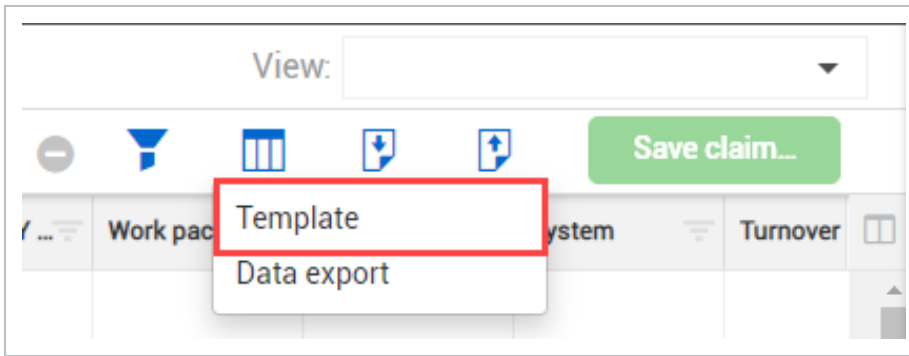 View:
Save claim...
Y ...
Work pac
ystem
Turnover
Template
Data export